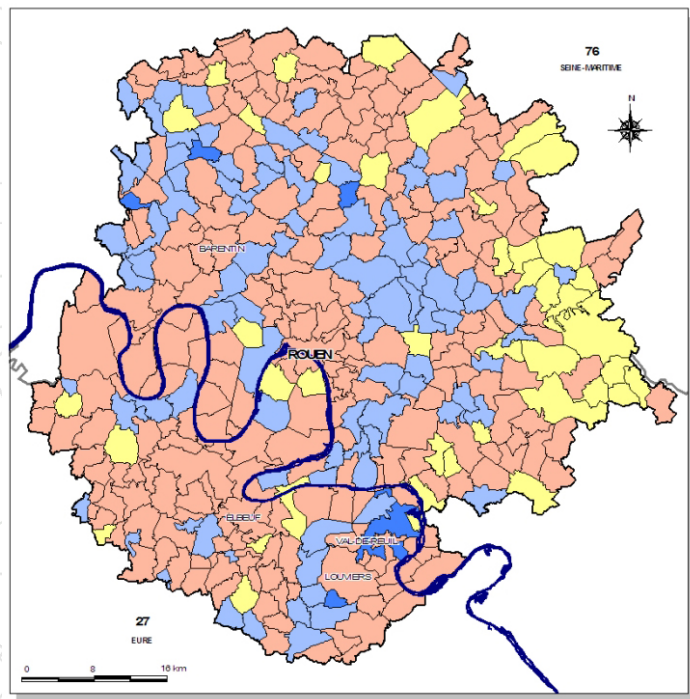 76
SEINE-MARITIME
N
BARENTIN
ROUEN
ELBEUF
VAL-DE-REUIL
LOUVIERS
27
EURE
0 8 16 km